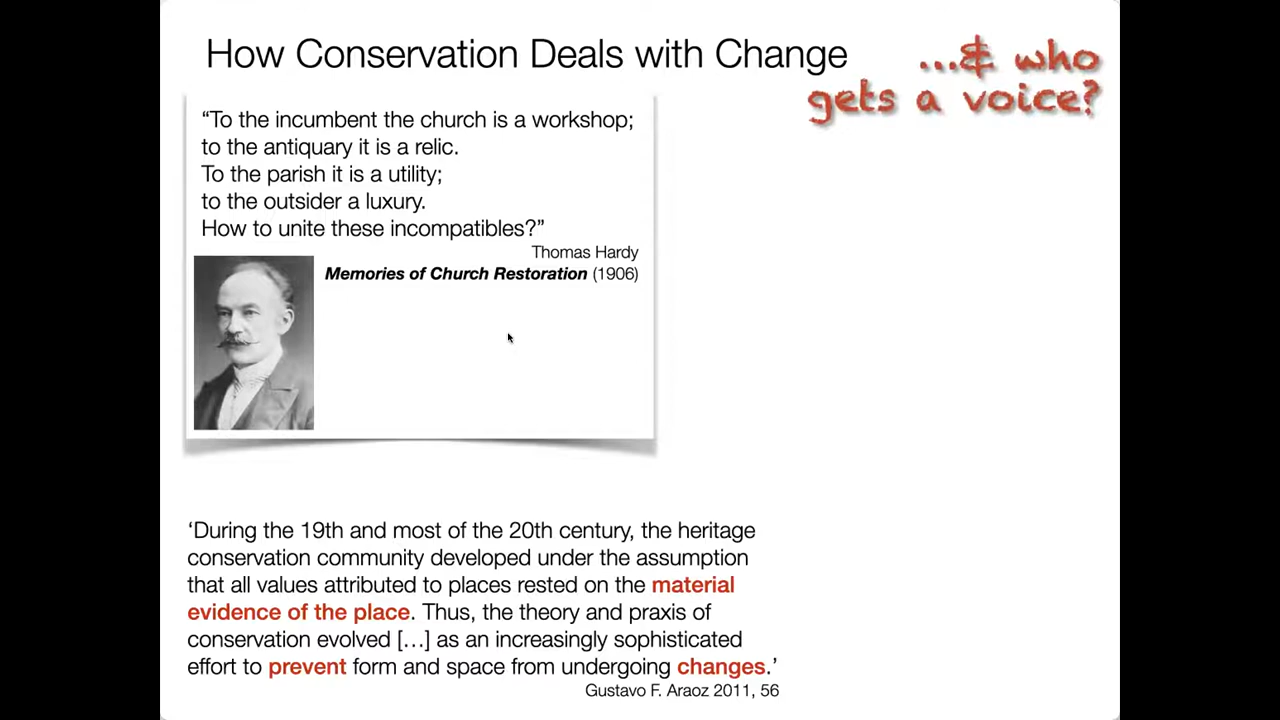 How Conservation Deals with Change
...& who
gets a voice?
“To the incumbent the church is a workshop;
to the antiquary it is a relic.
To the parish it is a utility;
to the outsider a luxury.
How to unite these incompatibles?”
Thomas Hardy
Memories of Church Restoration (1906)
‘During the 19th and most of the 20th century, the heritage
conservation community developed under the assumption
that all values attributed to places rested on the material
evidence of the place. Thus, the theory and praxis of
conservation evolved […] as an increasingly sophisticated
effort to prevent form and space from undergoing changes.’
Gustavo F. Araoz 2011, 56